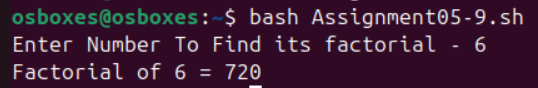 osboxes@osboxes:~$ bash Assignment05-9.sh
Enter Number To Find its factorial - 6
Factorial of 6 = 720